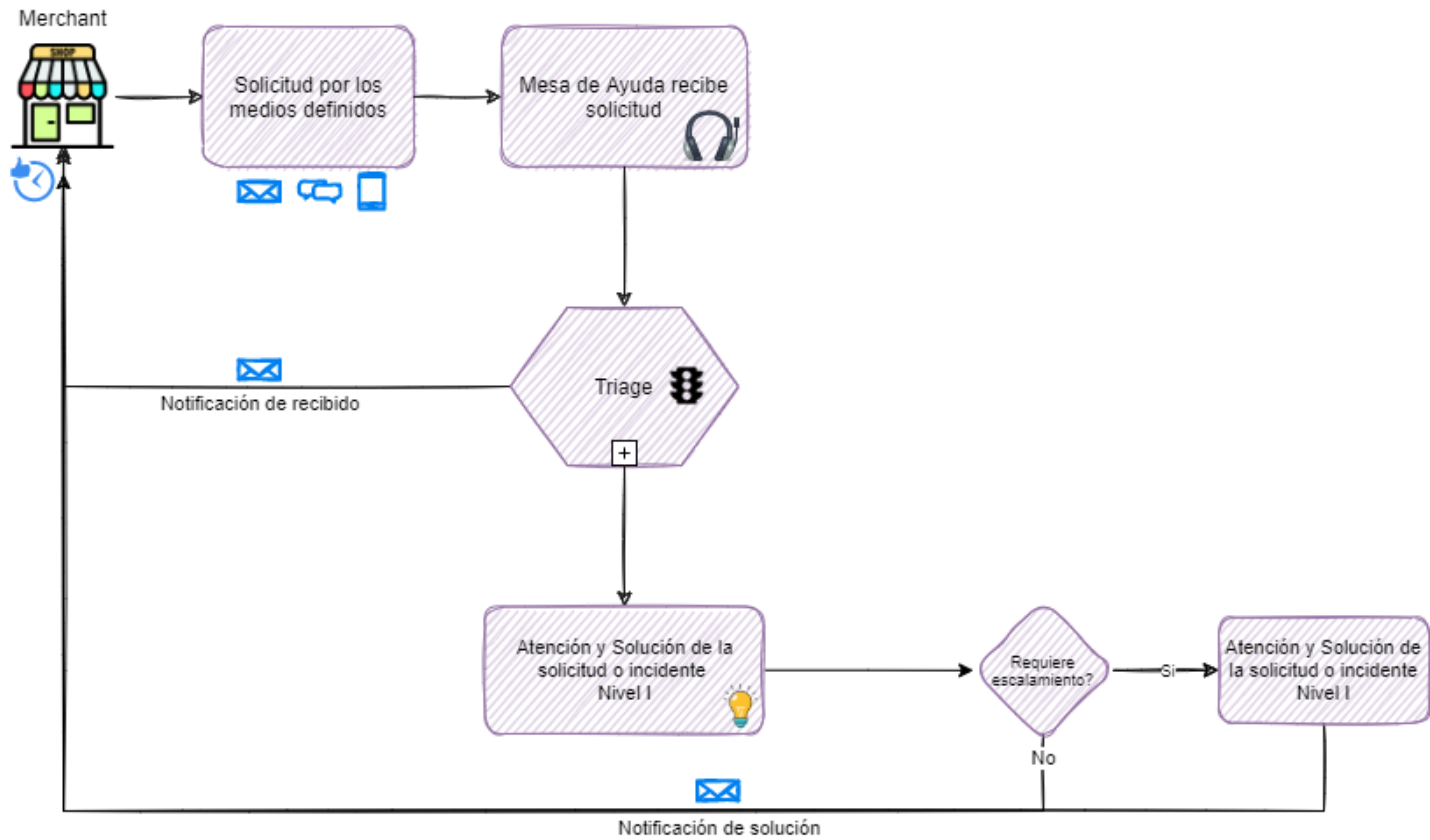 Merchant
SHOP
Solicitud por los
medios definidos
Mesa de Ayuda recibe
solicitud
Triage
+
Notificación de recibido
Atención y Solución de la
solicitud o incidente
Nivel I
Requiere
escalamiento?
Si
Atención y Solución de
la solicitud o incidente
Nivel I
No
Notificación de solución